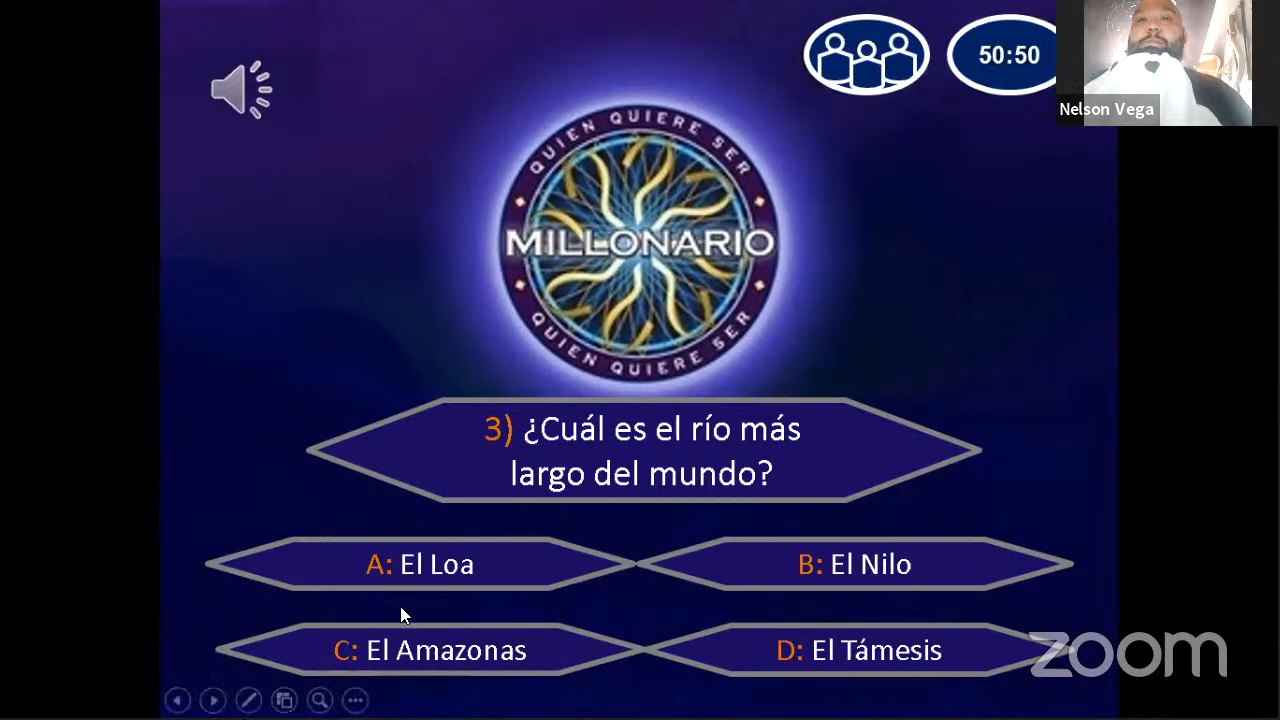 50:50
Nelson Vega
QUIEN QUIERE SER
MILLONARIO
QUIEN QUIERE SER
3) ¿Cuál es el río más
largo del mundo?
A: El Loa
B: El Nilo
C: El Amazonas
D: El Támesis
zoom